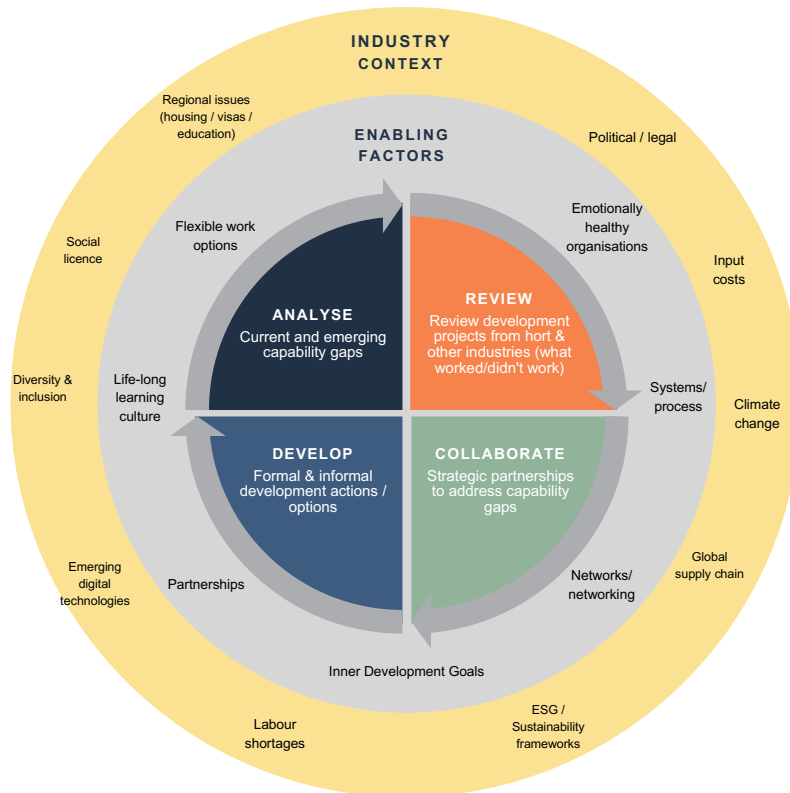 INDUSTRY
CONTEXT
Regional issues
(housing / visas /
education)
ENABLING
FACTORS
Political / legal
Flexible work
options
Emotionally
healthy
organisations
Social
licence
Input
costs
ANALYSE
Current and emerging
capability gaps
REVIEW
Review development
projects from hort &
other industries (what
worked/didn't work)
Diversity &
inclusion
Life-long
learning
culture
Systems/
process
Climate
change
DEVELOP
Formal & informal
development actions /
options
COLLABORATE
Strategic partnerships
to address capability
gaps
Emerging
digital
technologies
Partnerships
Networks/
networking
Global
supply chain
Inner Development Goals
Labour
shortages
ESG /
Sustainability
frameworks